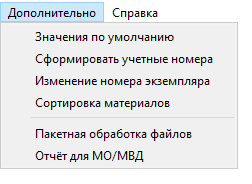 Дополнительно Справка
Значения по умолчанию
Сформировать учетные номера
Изменение номера экземпляра
Сортировка материалов
Пакетная обработка файлов
Отчёт для МО/МВД